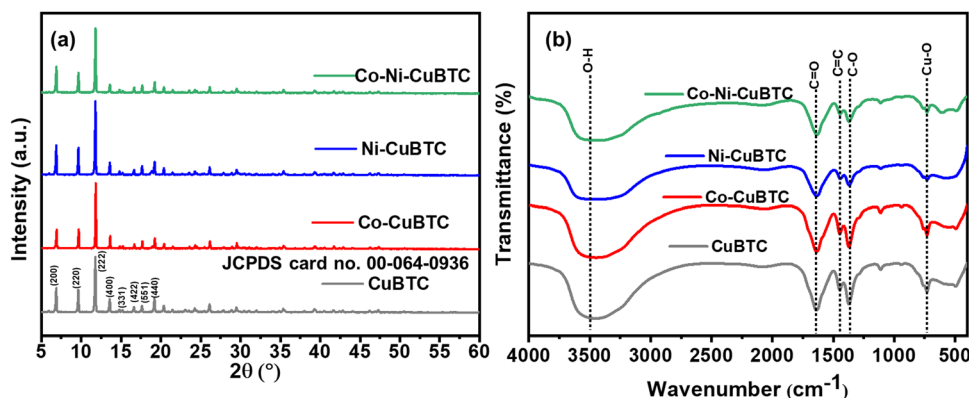 (a)
Co-Ni-CuBTC
Ni-CuBTC
Co-CuBTC
JCPDS card no. 00-064-0936
CuBTC
(200)
(220)
(222)
(400)
(331)
(422)
(551)
(440)
Intensity (a.u.)
5 10 15 20 25 30 35 40 45 50 55 60
2θ (°)
(b)
O-H
C=O
C=C
C-O
Cu-O
Co-Ni-CuBTC
Ni-CuBTC
Co-CuBTC
CuBTC
Transmittance (%)
4000 3500 3000 2500 2000 1500 1000 500
Wavenumber (cm⁻¹)